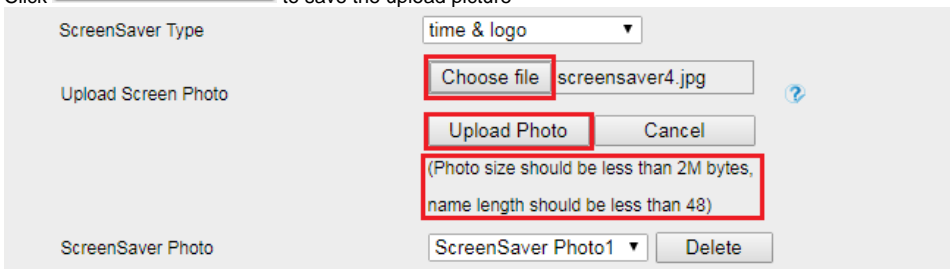 Click to save the upload picture
ScreenSaver Type time & logo
Upload Screen Photo Choose file screensaver4.jpg
Upload Photo Cancel
(Photo size should be less than 2M bytes,
name length should be less than 48)
ScreenSaver Photo ScreenSaver Photo1 Delete